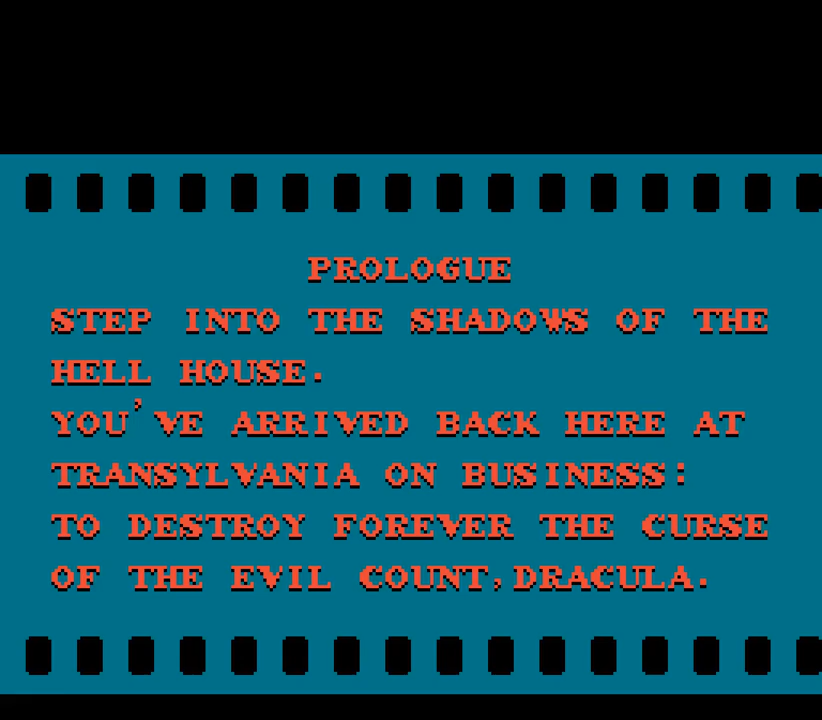 PROLOGUE
STEP INTO THE SHADOWS OF THE
HELL HOUSE.
YOU'VE ARRIVED BACK HERE AT
TRANSYLVANIA ON BUSINESS:
TO DESTROY FOREVER THE CURSE
OF THE EVIL COUNT,DRACULA.